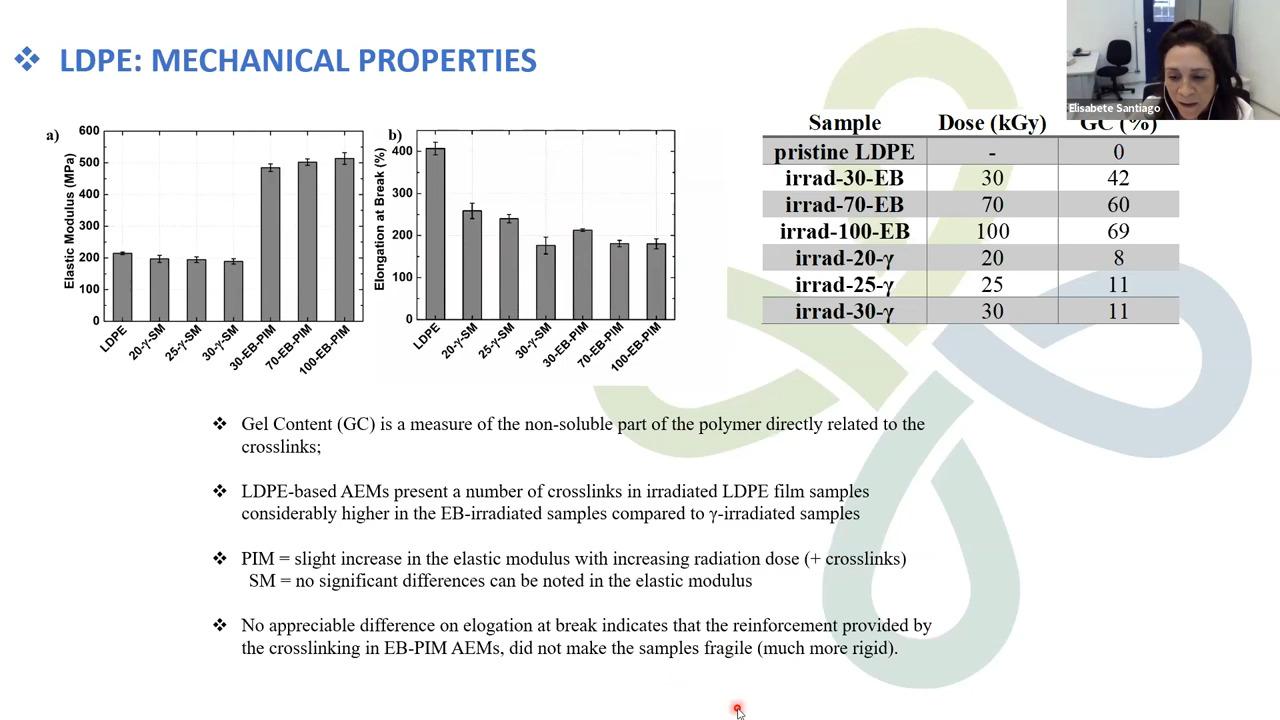 ❖ LDPE: MECHANICAL PROPERTIES
Elisabete Santiago
a)
Elastic Modulus (MPa)
600
500
400
300
200
100
0
LDPE
20-γ-SM
25-γ-SM
30-γ-SM
30-EB-PIM
70-EB-PIM
100-EB-PIM
b)
Elongation at Break (%)
400
300
200
100
0
LDPE
20-γ-SM
25-γ-SM
30-γ-SM
30-EB-PIM
70-EB-PIM
100-EB-PIM
Sample Dose (kGy) GC (%)
pristine LDPE - 0
irrad-30-EB 30 42
irrad-70-EB 70 60
irrad-100-EB 100 69
irrad-20-γ 20 8
irrad-25-γ 25 11
irrad-30-γ 30 11
❖ Gel Content (GC) is a measure of the non-soluble part of the polymer directly related to the
crosslinks;
❖ LDPE-based AEMs present a number of crosslinks in irradiated LDPE film samples
considerably higher in the EB-irradiated samples compared to γ-irradiated samples
❖ PIM = slight increase in the elastic modulus with increasing radiation dose (+ crosslinks)
SM = no significant differences can be noted in the elastic modulus
❖ No appreciable difference on elogation at break indicates that the reinforcement provided by
the crosslinking in EB-PIM AEMs, did not make the samples fragile (much more rigid).